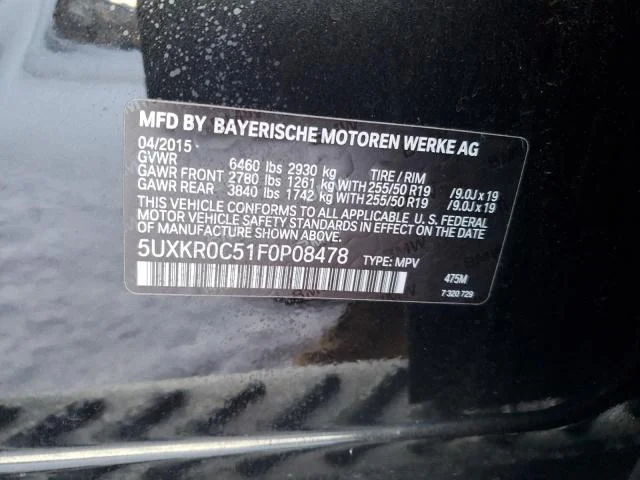 MFD BY BAYERISCHE MOTOREN WERKE AG
04/2015
GVWR 6460 lbs 2930 kg TIRE / RIM
GAWR FRONT 2780 lbs 1261 kg WITH 255/50 R19 /9.0J x 19
GAWR REAR 3840 lbs 1742 kg WITH 255/50 R19 /9.0J x 19
THIS VEHICLE CONFORMS TO ALL APPLICABLE U.S. FEDERAL
MOTOR VEHICLE SAFETY STANDARDS IN EFFECT ON THE DATE
OF MANUFACTURE SHOWN ABOVE.
5UXKR0C51F0P08478 TYPE: MPV
475M
7 320 729